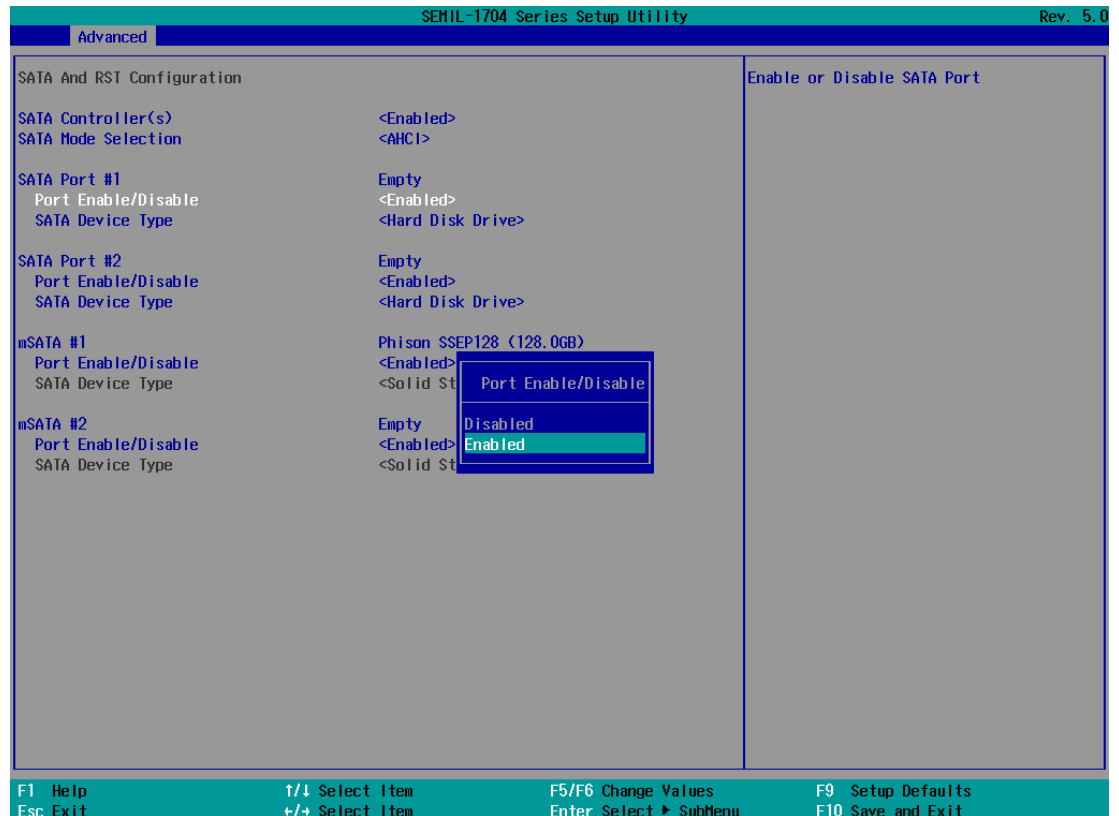 SEMIL-1704 Series Setup Utility Rev. 5.0
Advanced
SATA And RST Configuration
Enable or Disable SATA Port
SATA Controller(s) <Enabled>
SATA Mode Selection <AHCI>
SATA Port #1 Empty
Port Enable/Disable <Enabled>
SATA Device Type <Hard Disk Drive>
SATA Port #2 Empty
Port Enable/Disable <Enabled>
SATA Device Type <Hard Disk Drive>
mSATA #1 Phison SSEP128 (128.0GB)
Port Enable/Disable <Enabled>
SATA Device Type <Solid St
mSATA #2 Empty
Port Enable/Disable <Enabled>
SATA Device Type <Solid St
Port Enable/Disable
Disabled
Enabled
F1 Help ↑/↓ Select Item F5/F6 Change Values F9 Setup Defaults
Esc Exit ←/→ Select Item Enter Select ▶ SubMenu F10 Save and Exit